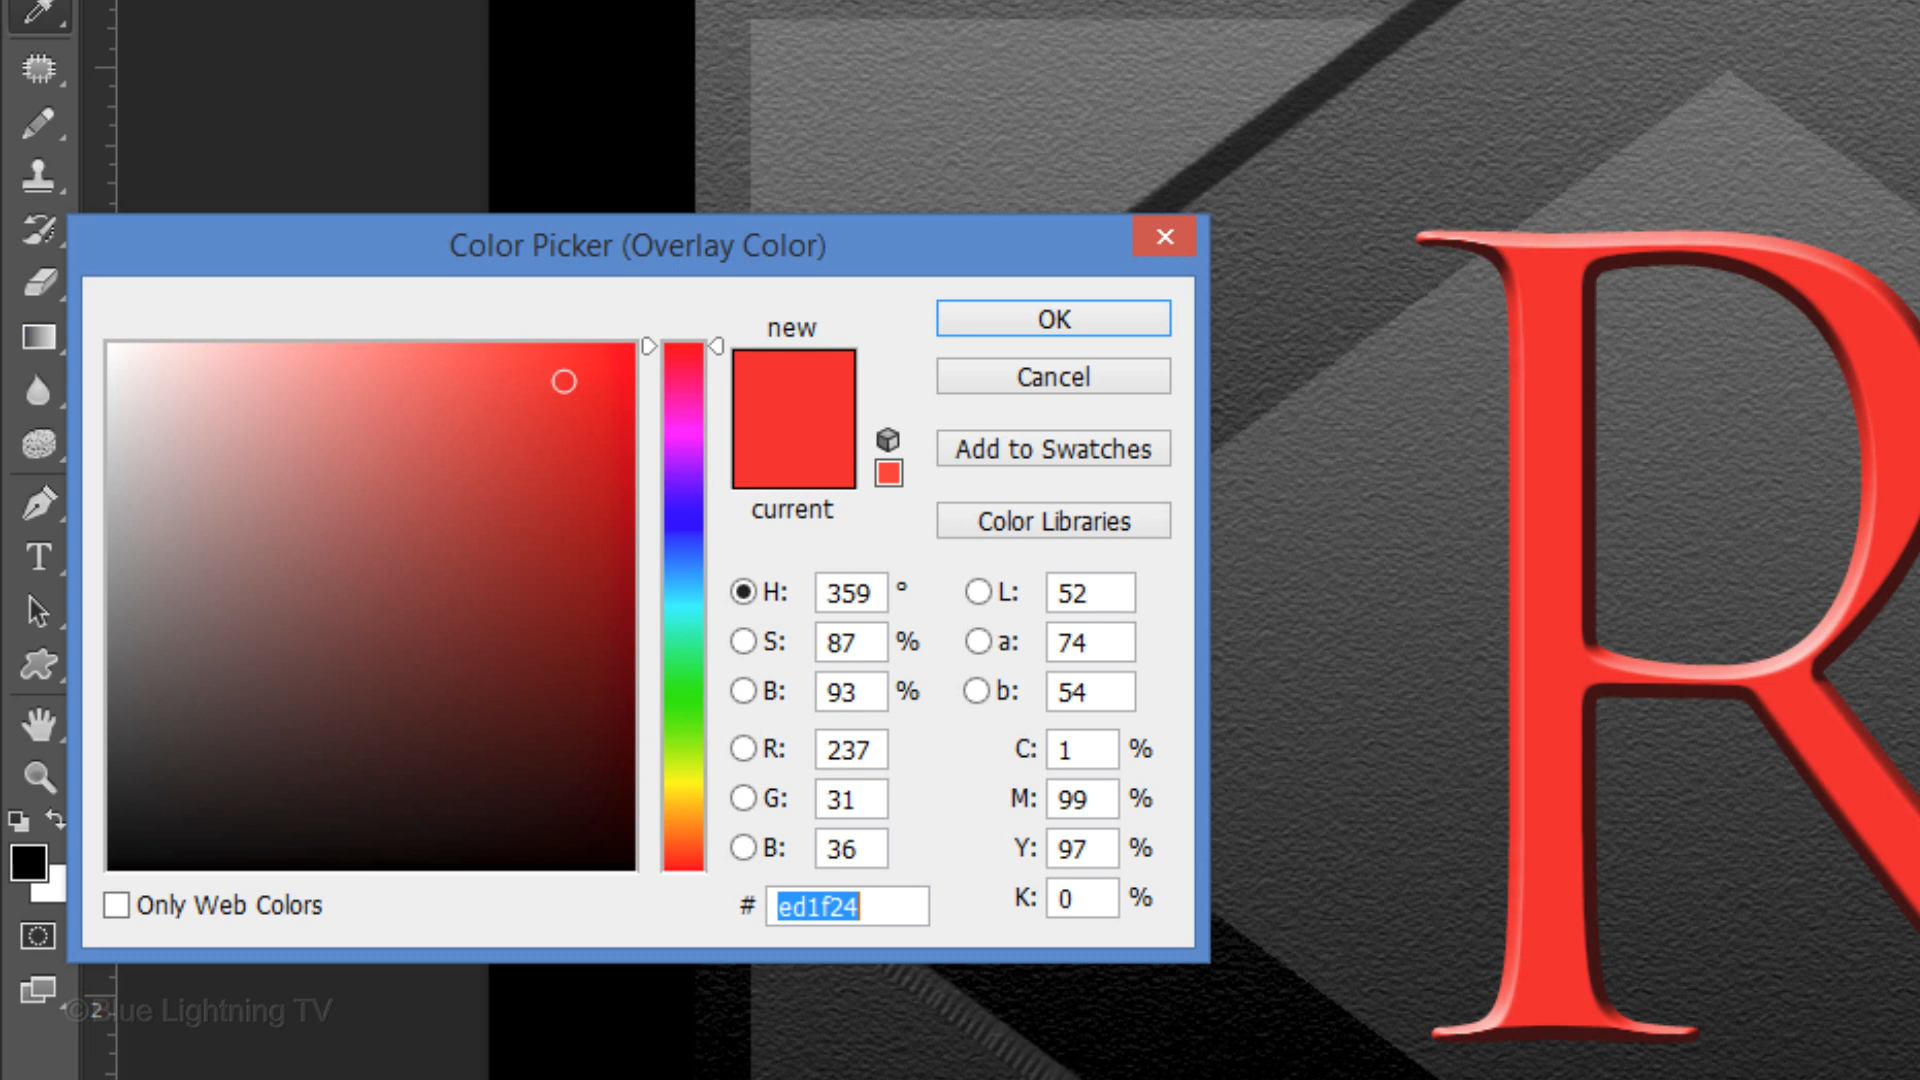 Color Picker (Overlay Color)
new
current
OK
Cancel
Add to Swatches
Color Libraries
H: 359 °
S: 87 %
B: 93 %
R: 237
G: 31
B: 36
# ed1f24
L: 52
a: 74
b: 54
C: 1 %
M: 99 %
Y: 97 %
K: 0 %
Only Web Colors
T
2
©Blue Lightning TV
R